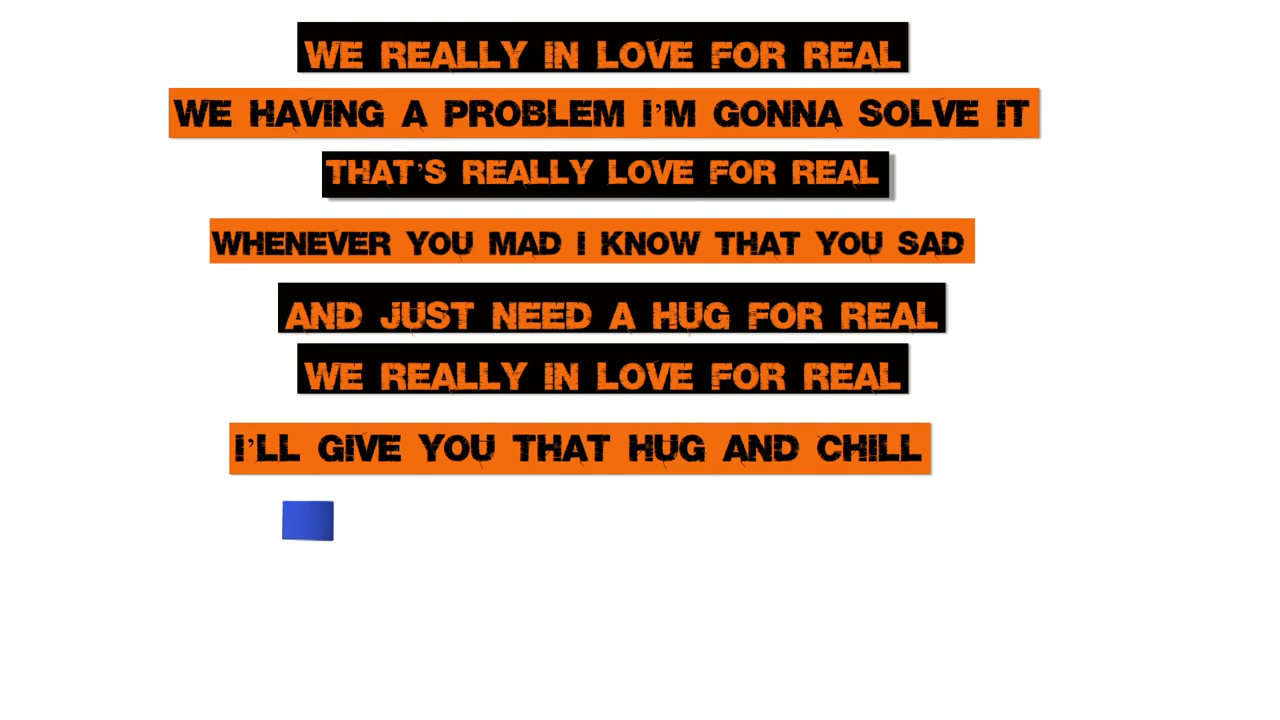 WE REALLY IN LOVE FOR REAL
WE HAVING A PROBLEM I'M GONNA SOLVE IT
THAT'S REALLY LOVE FOR REAL
WHENEVER YOU MAD I KNOW THAT YOU SAD
AND JUST NEED A HUG FOR REAL
WE REALLY IN LOVE FOR REAL
I'LL GIVE YOU THAT HUG AND CHILL